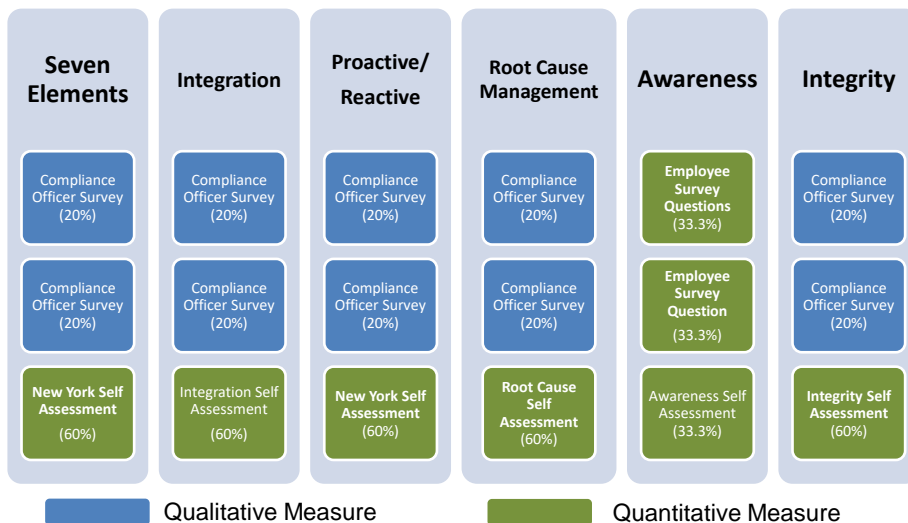 Seven
Elements
Integration
Proactive/
Reactive
Root Cause
Management
Awareness
Integrity
Compliance
Officer Survey
(20%)
Compliance
Officer Survey
(20%)
Compliance
Officer Survey
(20%)
Compliance
Officer Survey
(20%)
Employee
Survey
Questions
(33.3%)
Compliance
Officer Survey
(20%)
Compliance
Officer Survey
(20%)
Compliance
Officer Survey
(20%)
Compliance
Officer Survey
(20%)
Compliance
Officer Survey
(20%)
Employee
Survey
Question
(33.3%)
Compliance
Officer Survey
(20%)
New York Self
Assessment
(60%)
Integration Self
Assessment
(60%)
New York Self
Assessment
(60%)
Root Cause
Self
Assessment
(60%)
Awareness Self
Assessment
(33.3%)
Integrity Self
Assessment
(60%)
Qualitative Measure
Quantitative Measure